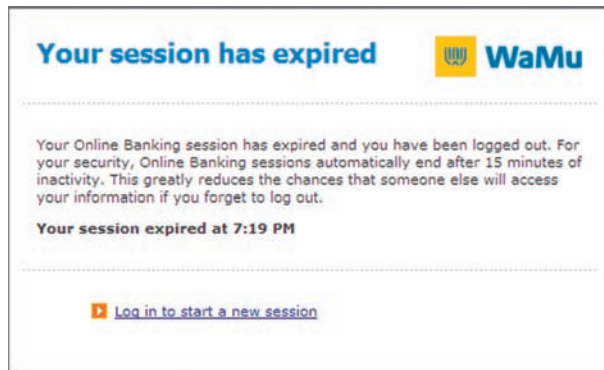 Your session has expired
WaMu
Your Online Banking session has expired and you have been logged out. For
your security, Online Banking sessions automatically end after 15 minutes of
inactivity. This greatly reduces the chances that someone else will access
your information if you forget to log out.
Your session expired at 7:19 PM
Log in to start a new session